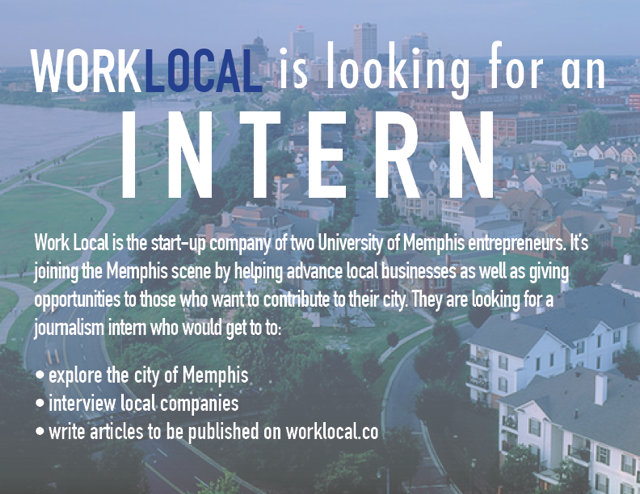 WORKLOCAL is looking for an
INTERN
Work Local is the start-up company of two University of Memphis entrepreneurs. It's
joining the Memphis scene by helping advance local businesses as well as giving
opportunities to those who want to contribute to their city. They are looking for a
journalism intern who would get to to:
• explore the city of Memphis
• interview local companies
• write articles to be published on worklocal.co